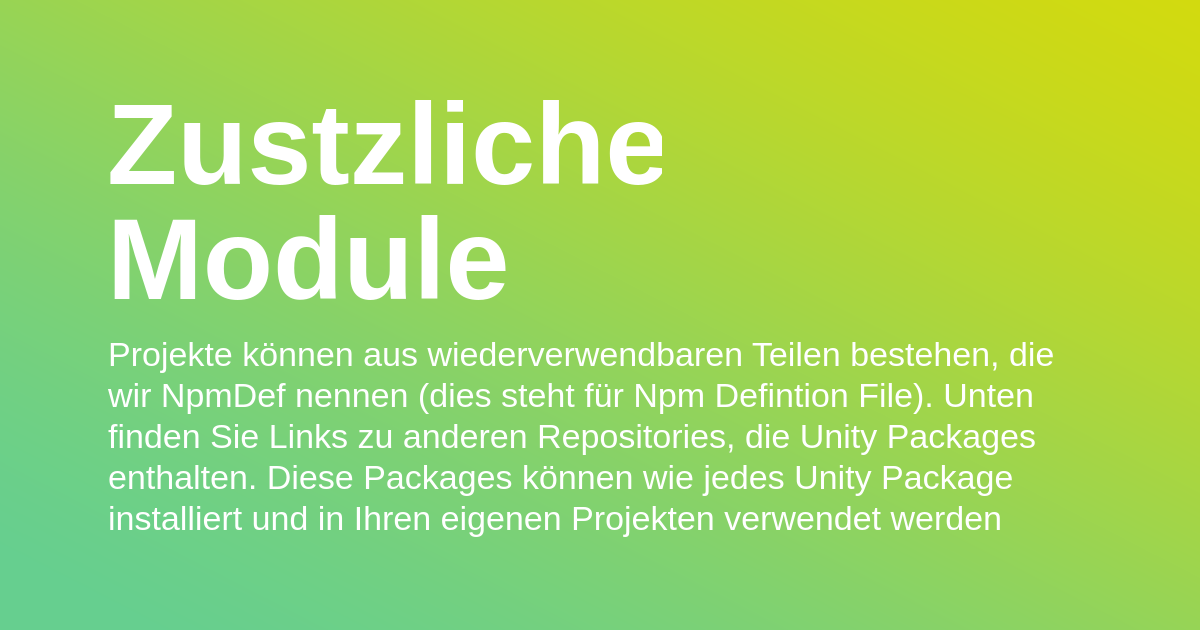 Zustzliche
Module
Projekte können aus wiederverwendbaren Teilen bestehen, die
wir NpmDef nennen (dies steht für Npm Defintion File). Unten
finden Sie Links zu anderen Repositories, die Unity Packages
enthalten. Diese Packages können wie jedes Unity Package
installiert und in Ihren eigenen Projekten verwendet werden